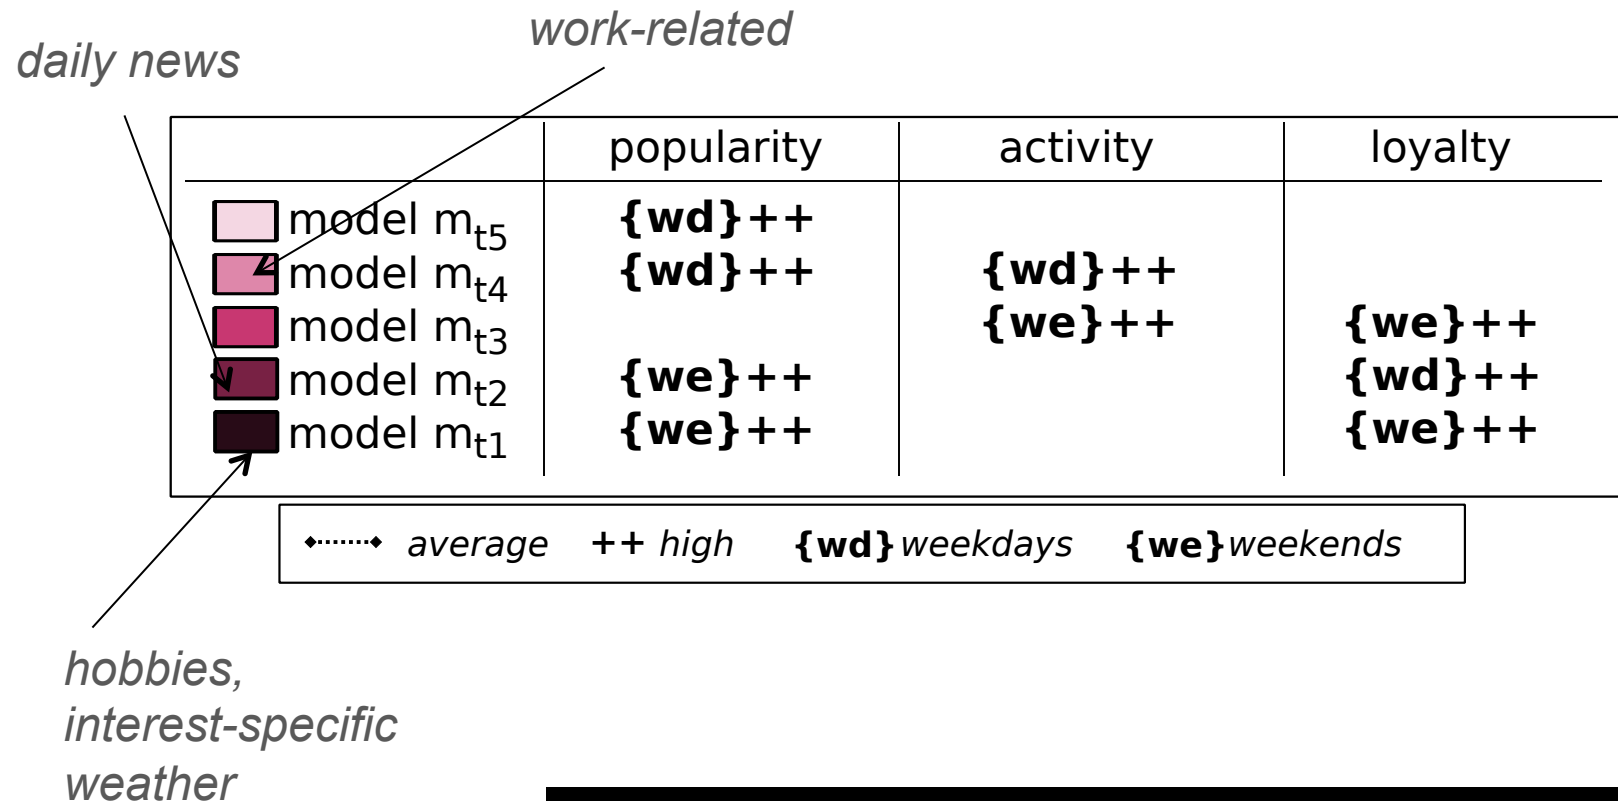 work-related
daily news
popularity activity loyalty
model mt5 {wd}++
model mt4 {wd}++ {wd}++
model mt3 {we}++ {we}++
model mt2 {we}++ {wd}++
model mt1 {we}++ {we}++
average ++ high {wd} weekdays {we} weekends
hobbies,
interest-specific
weather